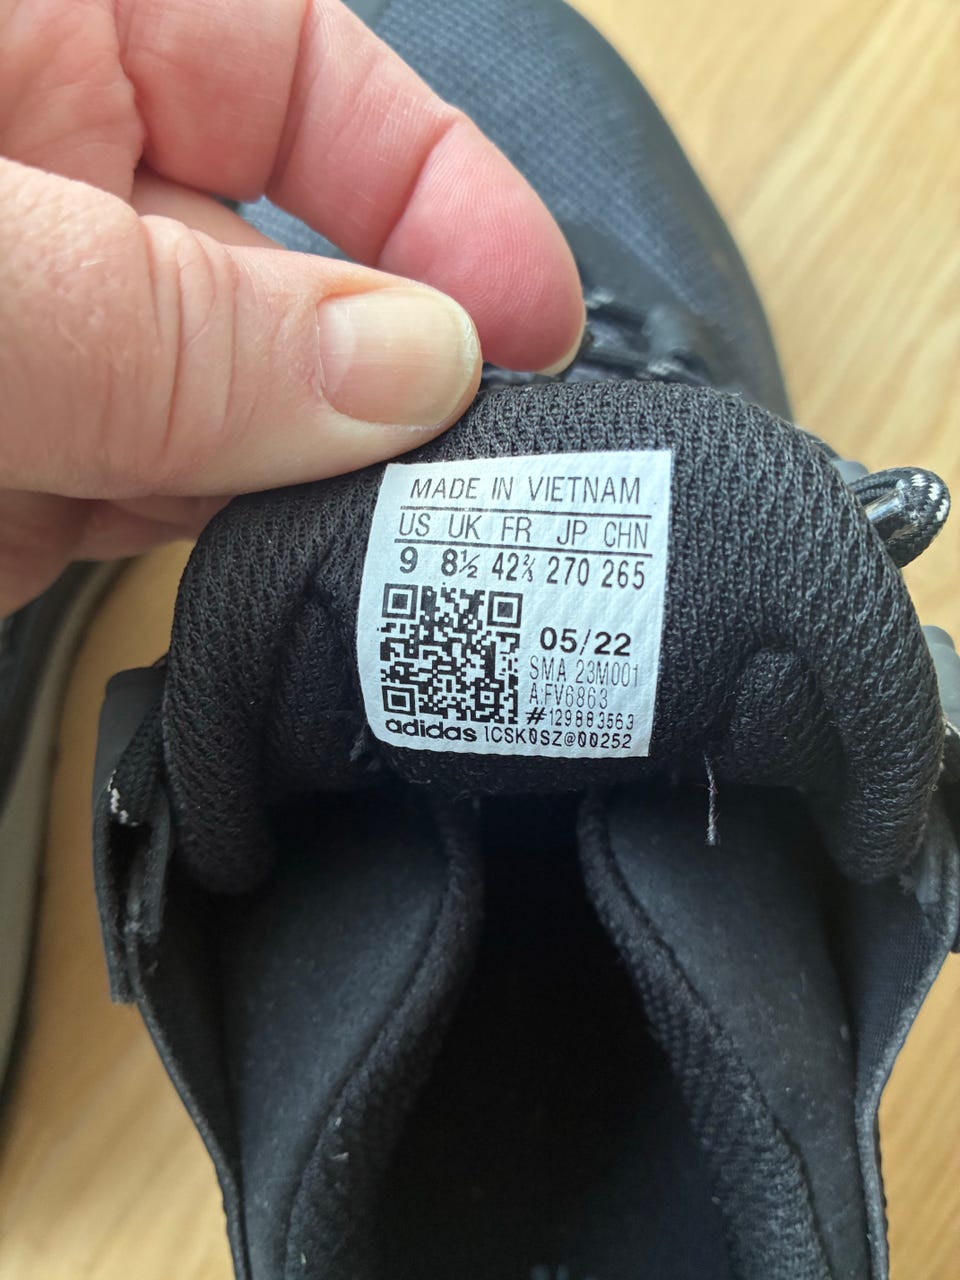 MADE IN VIETNAM
US UK FR JP CHN
9 8½ 42⅔ 270 265
05/22
SMA 23M001
A.FV6863
#129883563
adidas 1CSK0SZ@00252